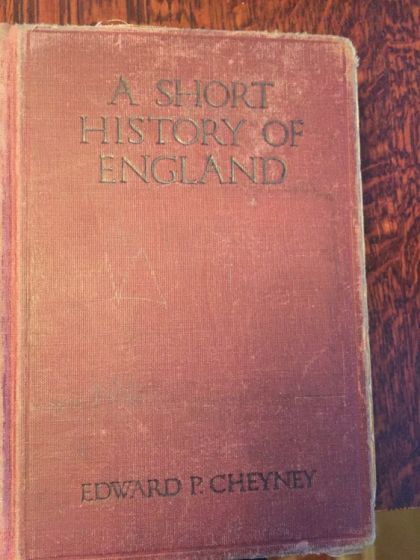 A SHORT
HISTORY OF
ENGLAND
EDWARD P. CHEYNEY